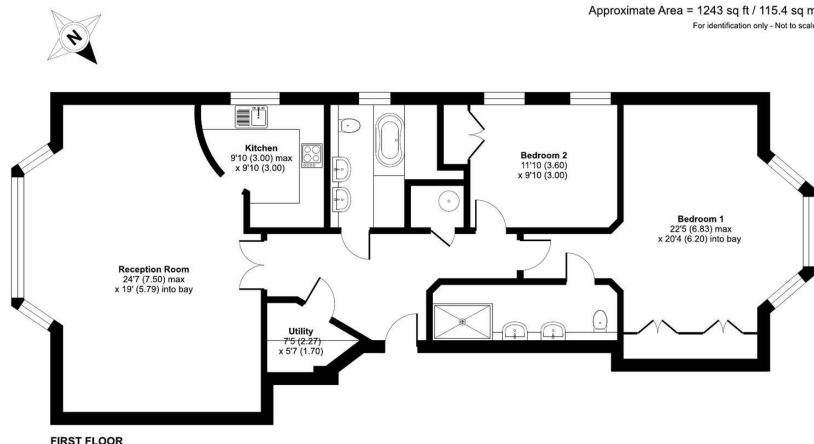 Approximate Area = 1243 sq ft / 115.4 sq m
For identification only - Not to scale
N
Kitchen
9'10 (3.00) max
x 9'10 (3.00)
Bedroom 2
11'10 (3.60)
x 9'10 (3.00)
Bedroom 1
22'5 (6.83) max
x 20'4 (6.20) into bay
Reception Room
24'7 (7.50) max
x 19' (5.79) into bay
Utility
7'5 (2.27)
x 5'7 (1.70)
FIRST FLOOR